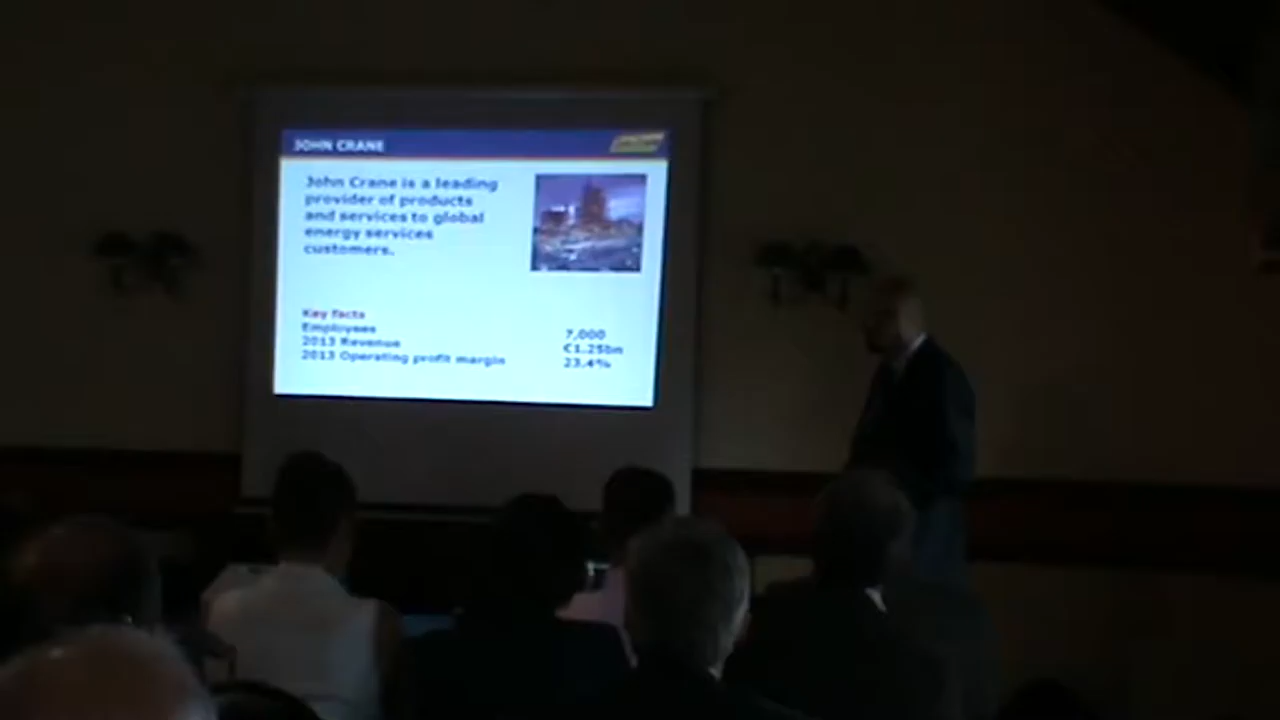 JOHN CRANE
John Crane is a leading
provider of products
and services to global
energy services
customers.
Key facts
Employees 7,000
2013 Revenue €1.25bn
2013 Operating profit margin 23.4%